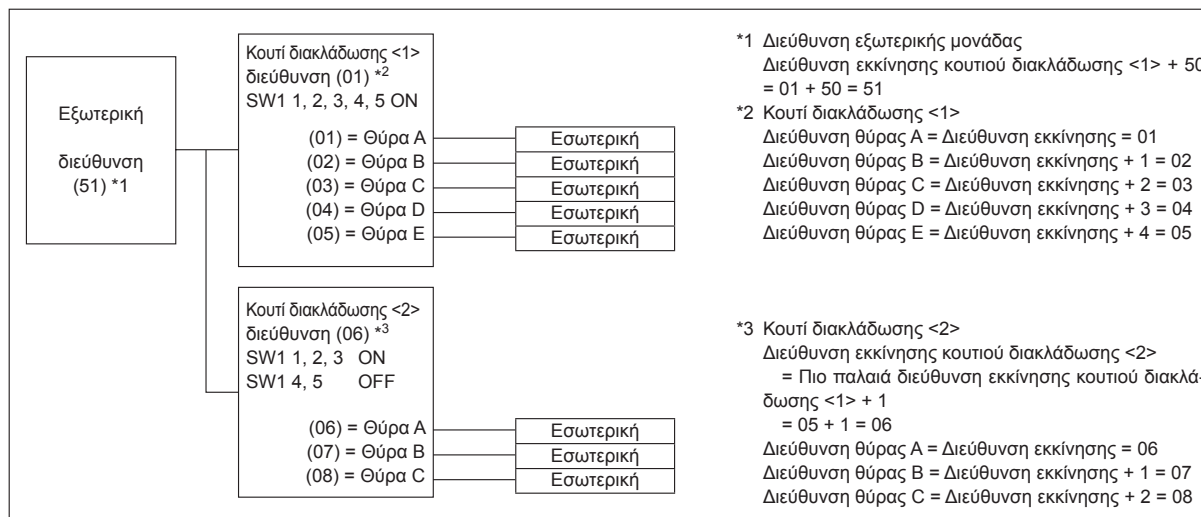 Εξωτερική
διεύθυνση
(51) *1
Κουτί διακλάδωσης <1>
διεύθυνση (01) *2
SW1 1, 2, 3, 4, 5 ON
(01) = Θύρα A
(02) = Θύρα B
(03) = Θύρα C
(04) = Θύρα D
(05) = Θύρα E
Εσωτερική
Εσωτερική
Εσωτερική
Εσωτερική
Εσωτερική
Κουτί διακλάδωσης <2>
διεύθυνση (06) *3
SW1 1, 2, 3 ON
SW1 4, 5 OFF
(06) = Θύρα A
(07) = Θύρα B
(08) = Θύρα C
Εσωτερική
Εσωτερική
Εσωτερική
*1 Διεύθυνση εξωτερικής μονάδας
Διεύθυνση εκκίνησης κουτιού διακλάδωσης <1> + 50
= 01 + 50 = 51
*2 Κουτί διακλάδωσης <1>
Διεύθυνση θύρας A = Διεύθυνση εκκίνησης = 01
Διεύθυνση θύρας B = Διεύθυνση εκκίνησης + 1 = 02
Διεύθυνση θύρας C = Διεύθυνση εκκίνησης + 2 = 03
Διεύθυνση θύρας D = Διεύθυνση εκκίνησης + 3 = 04
Διεύθυνση θύρας E = Διεύθυνση εκκίνησης + 4 = 05
*3 Κουτί διακλάδωσης <2>
Διεύθυνση εκκίνησης κουτιού διακλάδωσης <2>
= Πιο παλαιά διεύθυνση εκκίνησης κουτιού διακλά-
δωσης <1> + 1
= 05 + 1 = 06
Διεύθυνση θύρας A = Διεύθυνση εκκίνησης = 06
Διεύθυνση θύρας B = Διεύθυνση εκκίνησης + 1 = 07
Διεύθυνση θύρας C = Διεύθυνση εκκίνησης + 2 = 08